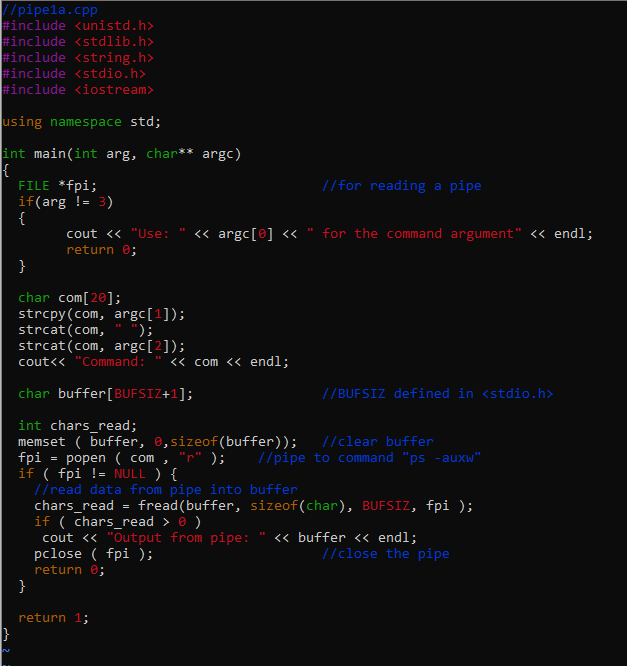 //pipe1a.cpp
#include <unistd.h>
#include <stdlib.h>
#include <string.h>
#include <stdio.h>
#include <iostream>
using namespace std;
int main(int arg, char** argc)
{
FILE *fpi; //for reading a pipe
if(arg != 3)
{
cout << "Use: " << argc[0] << " for the command argument" << endl;
return 0;
}
char com[20];
strcpy(com, argc[1]);
strcat(com, " ");
strcat(com, argc[2]);
cout<< "Command: " << com << endl;
char buffer[BUFSIZ+1]; //BUFSIZ defined in <stdio.h>
int chars_read;
memset ( buffer, 0,sizeof(buffer)); //clear buffer
fpi = popen ( com , "r" ); //pipe to command "ps -auxw"
if ( fpi != NULL ) {
//read data from pipe into buffer
chars_read = fread(buffer, sizeof(char), BUFSIZ, fpi );
if ( chars_read > 0 )
cout << "Output from pipe: " << buffer << endl;
pclose ( fpi ); //close the pipe
return 0;
}
return 1;
}
~